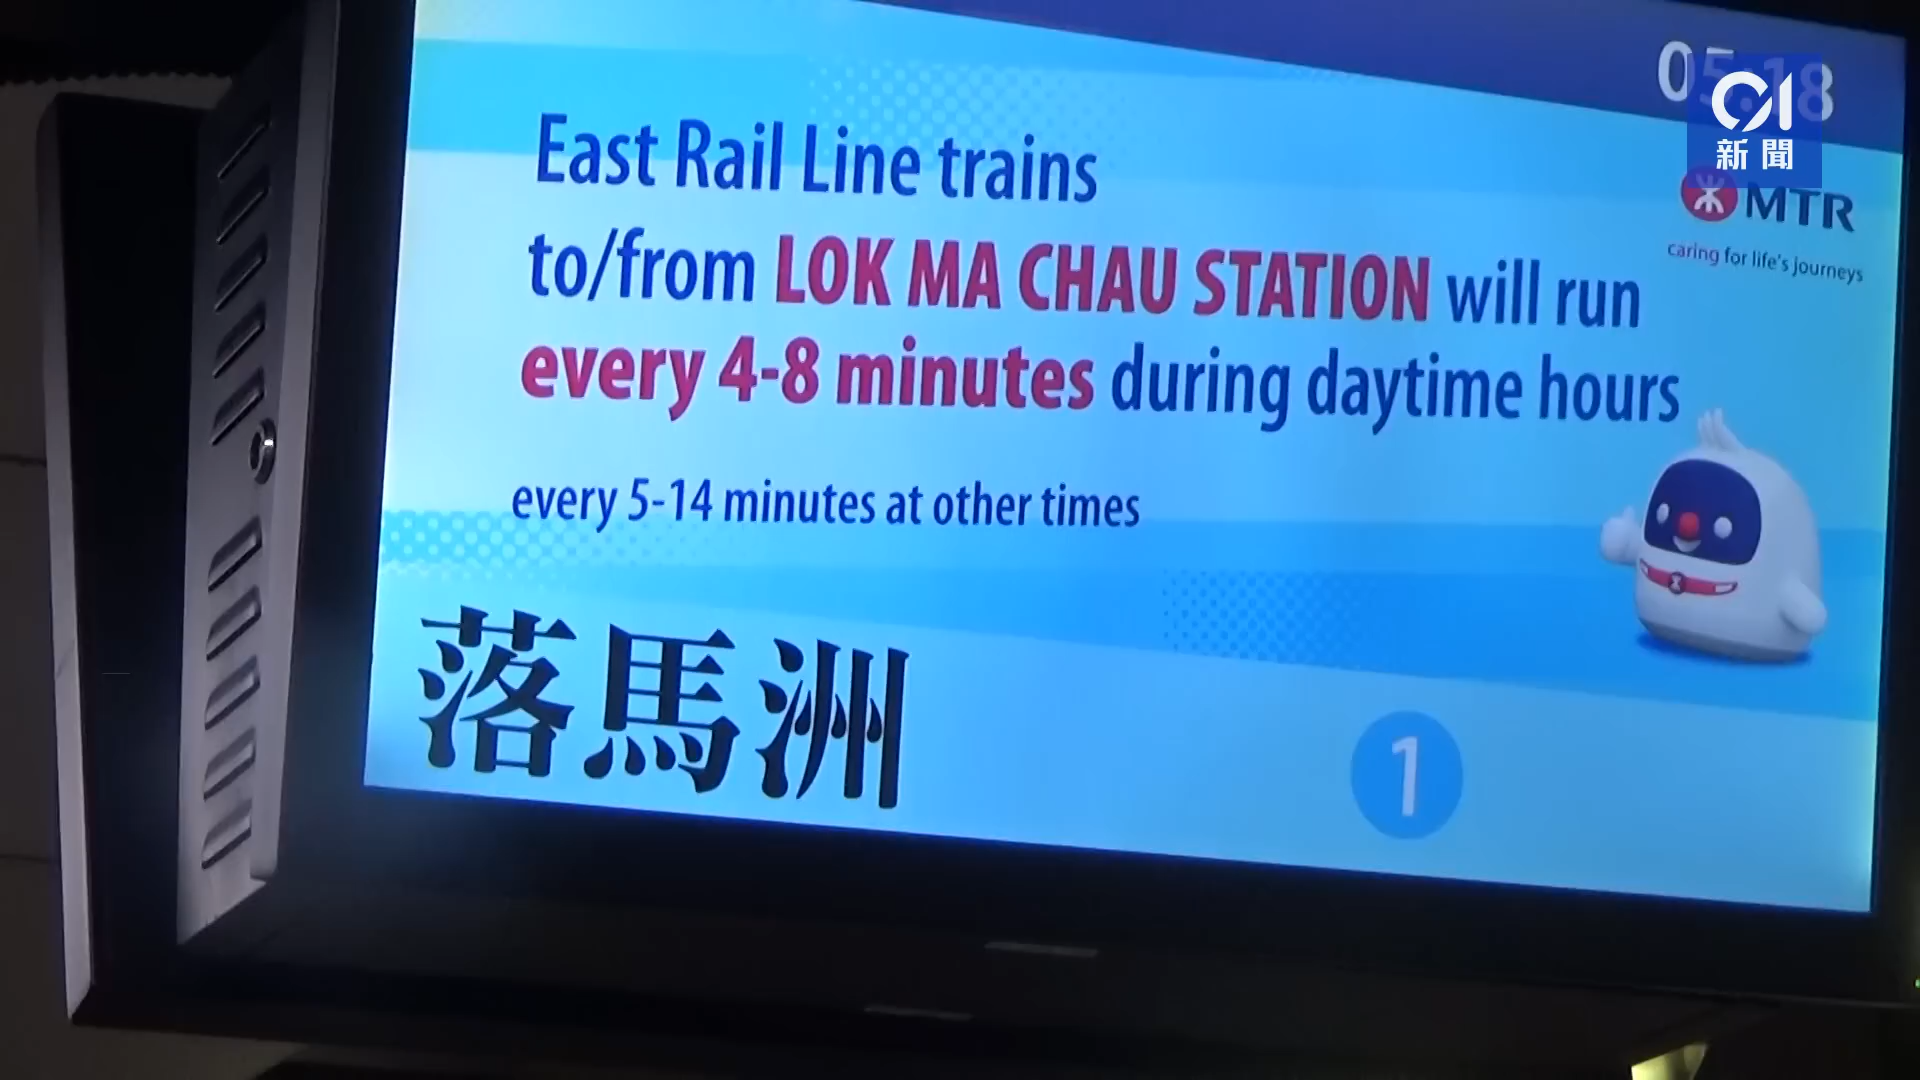 05:18
01
新聞
MTR
caring for life's journeys
East Rail Line trains
to/from LOK MA CHAU STATION will run
every 4-8 minutes during daytime hours
every 5-14 minutes at other times
落馬洲
1